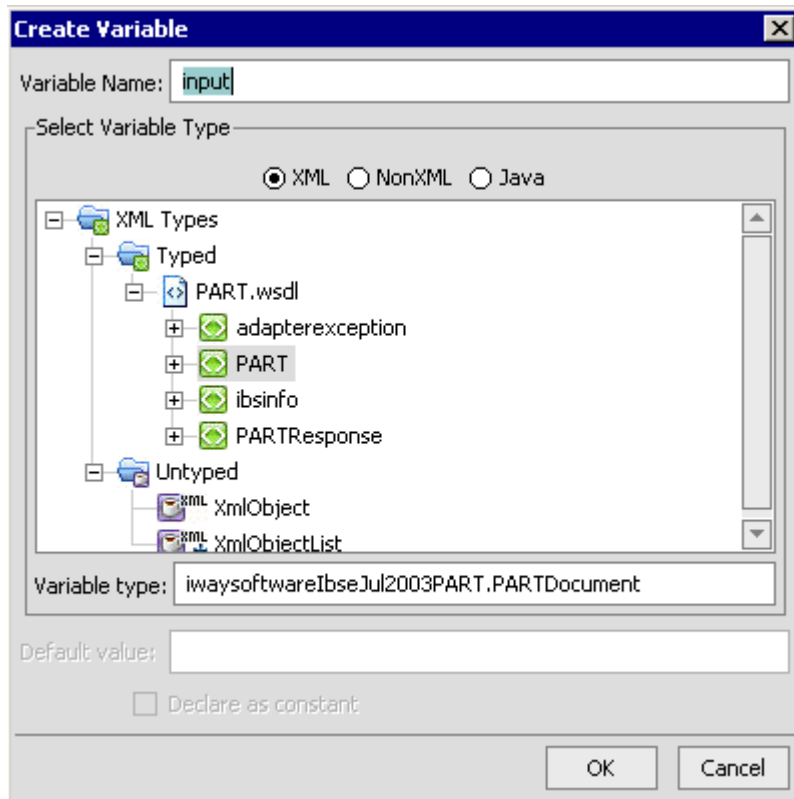 Create Variable
Variable Name: input
Select Variable Type
XML NonXML Java
XML Types
Typed
PART.wsdl
adapterexception
PART
ibsinfo
PARTResponse
Untyped
XML XmlObject
XML XmlObjectList
Variable type: iwaysoftwareIbseJul2003PART.PARTDocument
Default value:
Declare as constant
OK Cancel